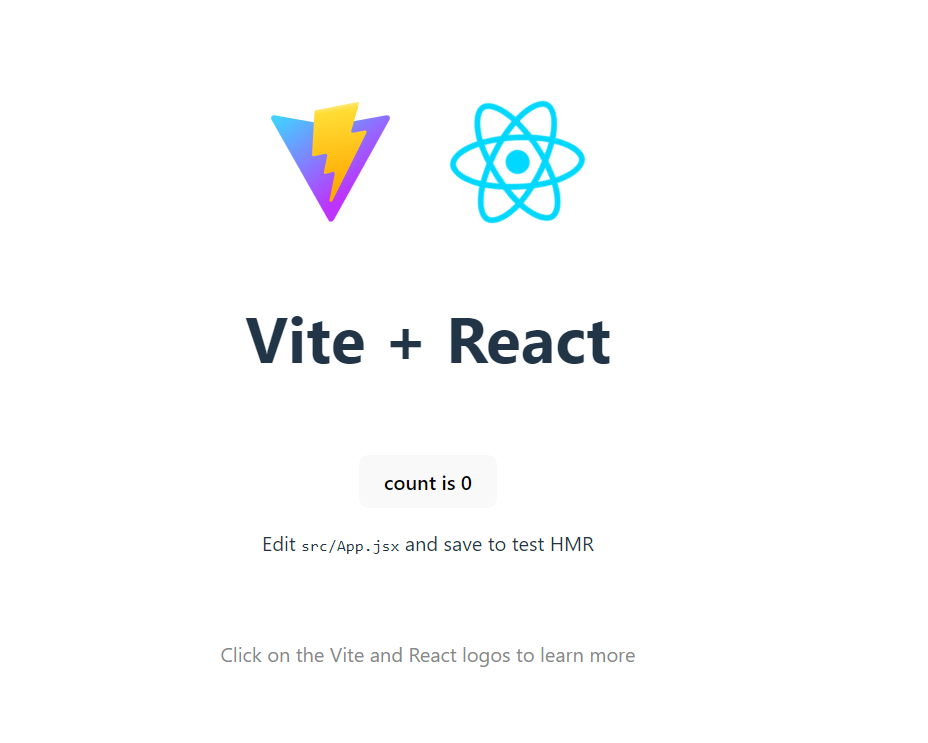 Vite + React
count is 0
Edit src/App.jsx and save to test HMR
Click on the Vite and React logos to learn more